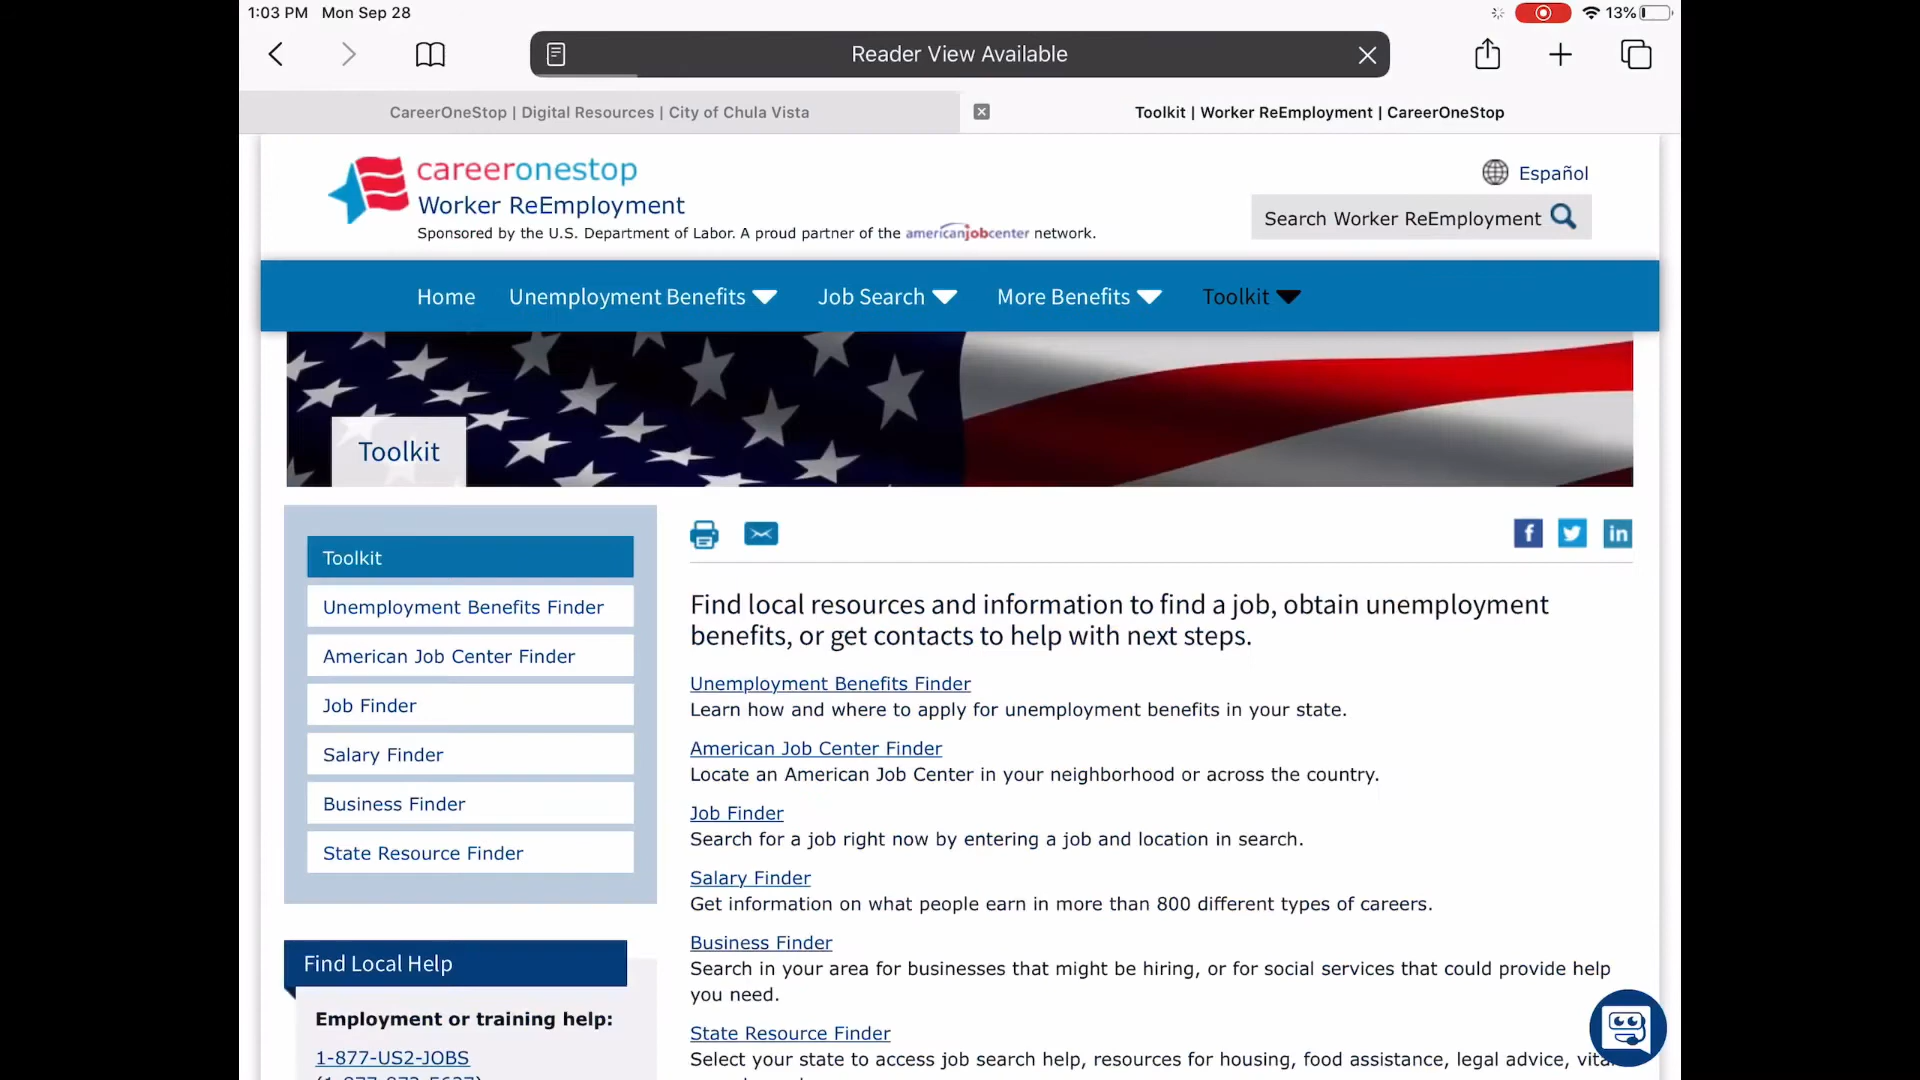 1:03 PM Mon Sep 28
13%
Reader View Available
CareerOneStop | Digital Resources | City of Chula Vista
Toolkit | Worker ReEmployment | CareerOneStop
careeronestop
Worker ReEmployment
Sponsored by the U.S. Department of Labor. A proud partner of the americanjobcenter network.
Español
Search Worker ReEmployment
Home Unemployment Benefits Job Search More Benefits Toolkit
Toolkit
Toolkit
Unemployment Benefits Finder
American Job Center Finder
Job Finder
Salary Finder
Business Finder
State Resource Finder
Find Local Help
Employment or training help:
1-877-US2-JOBS
f
in
Find local resources and information to find a job, obtain unemployment
benefits, or get contacts to help with next steps.
Unemployment Benefits Finder
Learn how and where to apply for unemployment benefits in your state.
American Job Center Finder
Locate an American Job Center in your neighborhood or across the country.
Job Finder
Search for a job right now by entering a job and location in search.
Salary Finder
Get information on what people earn in more than 800 different types of careers.
Business Finder
Search in your area for businesses that might be hiring, or for social services that could provide help
you need.
State Resource Finder
Select your state to access job search help, resources for housing, food assistance, legal advice,